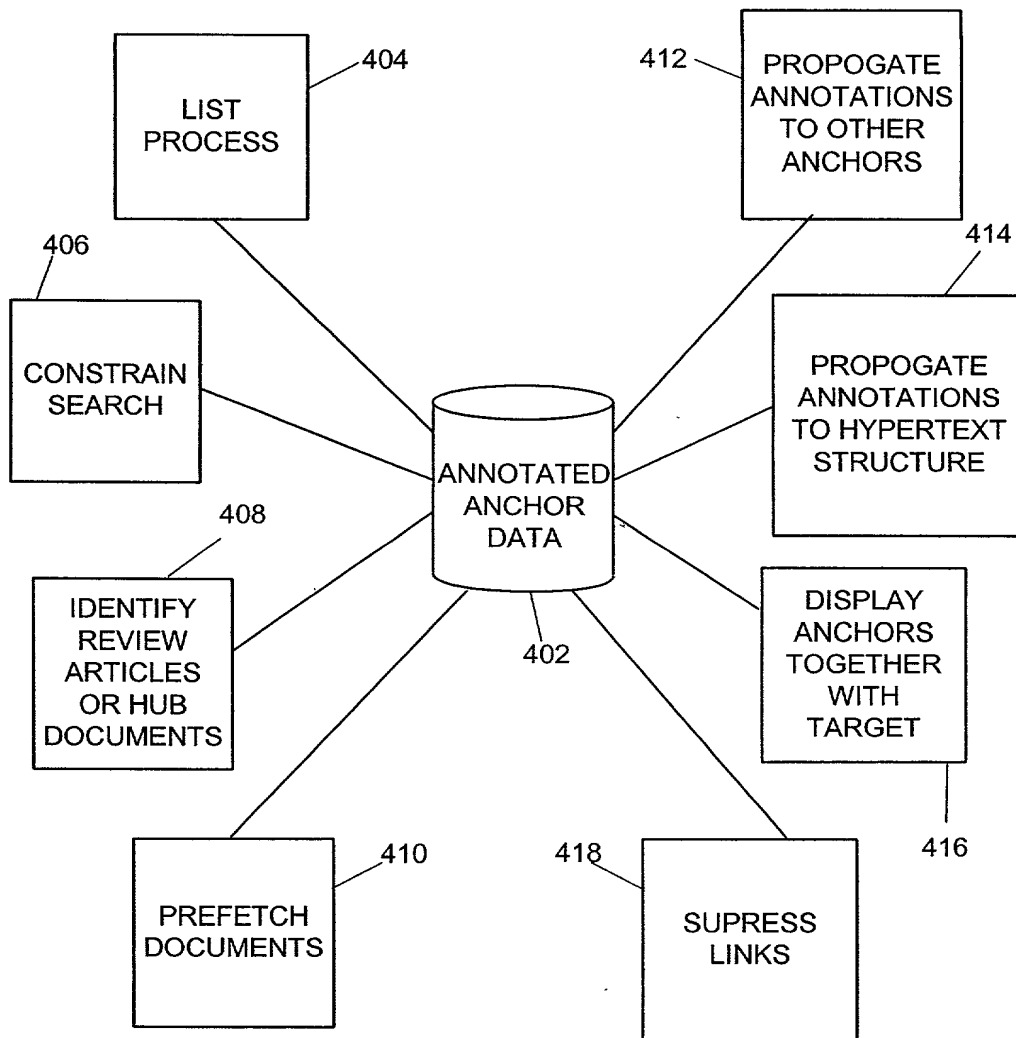 404
LIST
PROCESS
412
PROPOGATE
ANNOTATIONS
TO OTHER
ANCHORS
406
CONSTRAIN
SEARCH
414
PROPOGATE
ANNOTATIONS
TO HYPERTEXT
STRUCTURE
ANNOTATED
ANCHOR
DATA
402
408
IDENTIFY
REVIEW
ARTICLES
OR HUB
DOCUMENTS
DISPLAY
ANCHORS
TOGETHER
WITH
TARGET
416
410
PREFETCH
DOCUMENTS
418
SUPRESS
LINKS